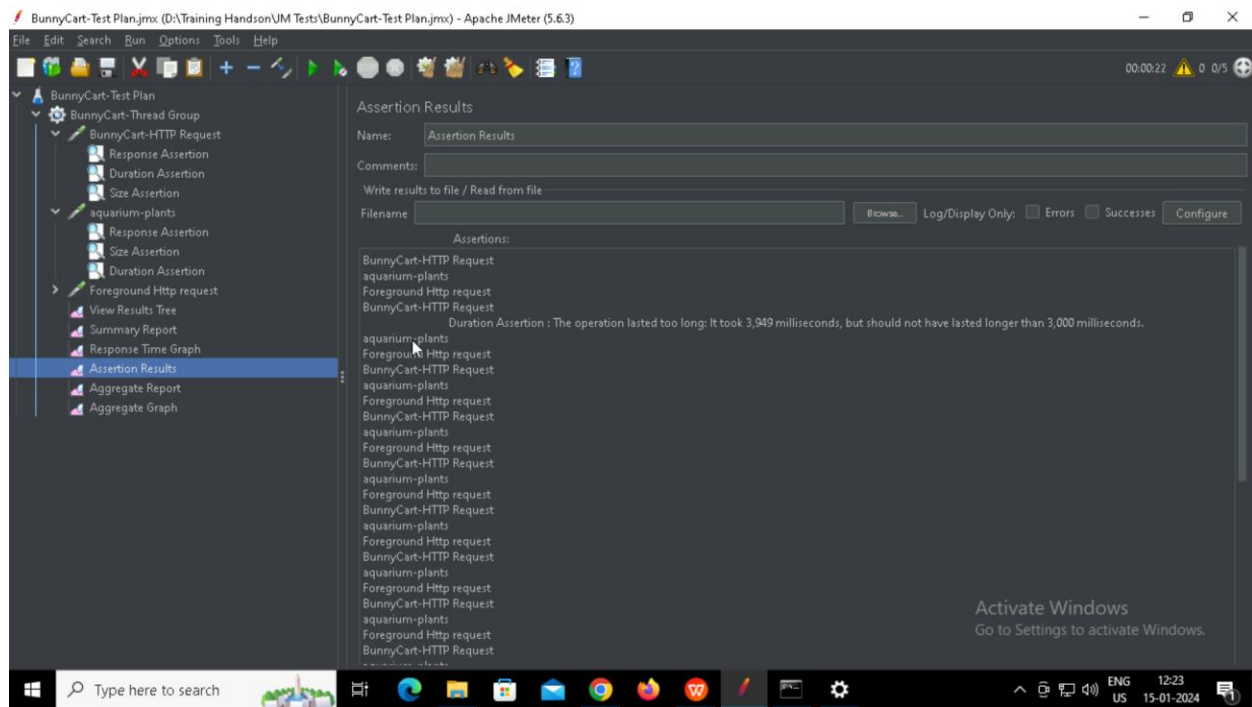 BunnyCart-Test Plan.jmx (D:\Training Handson\JM Tests\BunnyCart-Test Plan.jmx) - Apache JMeter (5.6.3)
File Edit Search Run Options Tools Help
00:00:22 0 0/5
BunnyCart-Test Plan
BunnyCart-Thread Group
BunnyCart-HTTP Request
Response Assertion
Duration Assertion
Size Assertion
aquarium-plants
Response Assertion
Size Assertion
Duration Assertion
Foreground Http request
View Results Tree
Summary Report
Response Time Graph
Assertion Results
Aggregate Report
Aggregate Graph
Assertion Results
Name: Assertion Results
Comments:
Write results to file / Read from file
Filename Browse... Log/Display Only: Errors Successes Configure
Assertions:
BunnyCart-HTTP Request
aquarium-plants
Foreground Http request
BunnyCart-HTTP Request
Duration Assertion : The operation lasted too long: It took 3,949 milliseconds, but should not have lasted longer than 3,000 milliseconds.
aquarium-plants
Foreground Http request
BunnyCart-HTTP Request
aquarium-plants
Foreground Http request
BunnyCart-HTTP Request
aquarium-plants
Foreground Http request
BunnyCart-HTTP Request
aquarium-plants
Foreground Http request
BunnyCart-HTTP Request
aquarium-plants
Foreground Http request
BunnyCart-HTTP Request
aquarium-plants
Foreground Http request
BunnyCart-HTTP Request
aquarium-plants
Foreground Http request
BunnyCart-HTTP Request
Activate Windows
Go to Settings to activate Windows.
Type here to search
ENG
US
12:23
15-01-2024
1